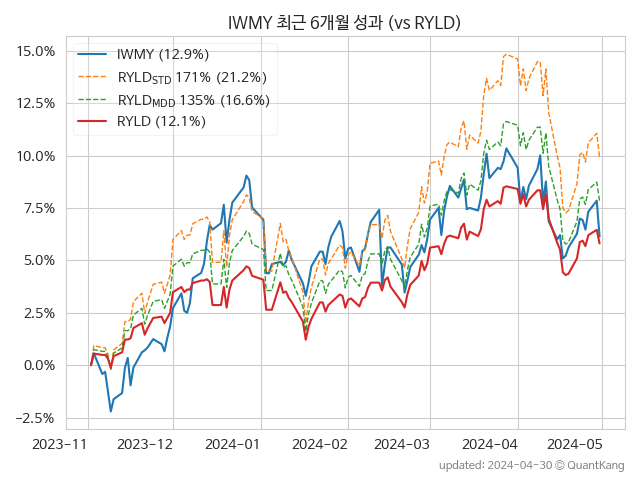 IWMY 최근 6개월 성과 (vs RYLD)
IWMY (12.9%)
RYLD_STD 171% (21.2%)
RYLD_MDD 135% (16.6%)
RYLD (12.1%)
15.0%
12.5%
10.0%
7.5%
5.0%
2.5%
0.0%
−2.5%
2023-11 2023-12 2024-01 2024-02 2024-03 2024-04 2024-05
updated: 2024-04-30 © QuantKang